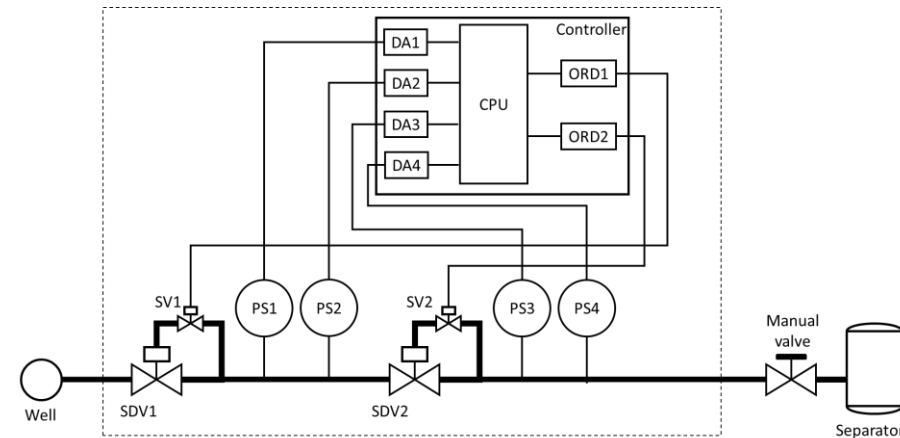 Controller
DA1
DA2
DA3
DA4
CPU
ORD1
ORD2
SV1
PS1
PS2
SV2
PS3
PS4
Manual
valve
Well
SDV1
SDV2
Separator